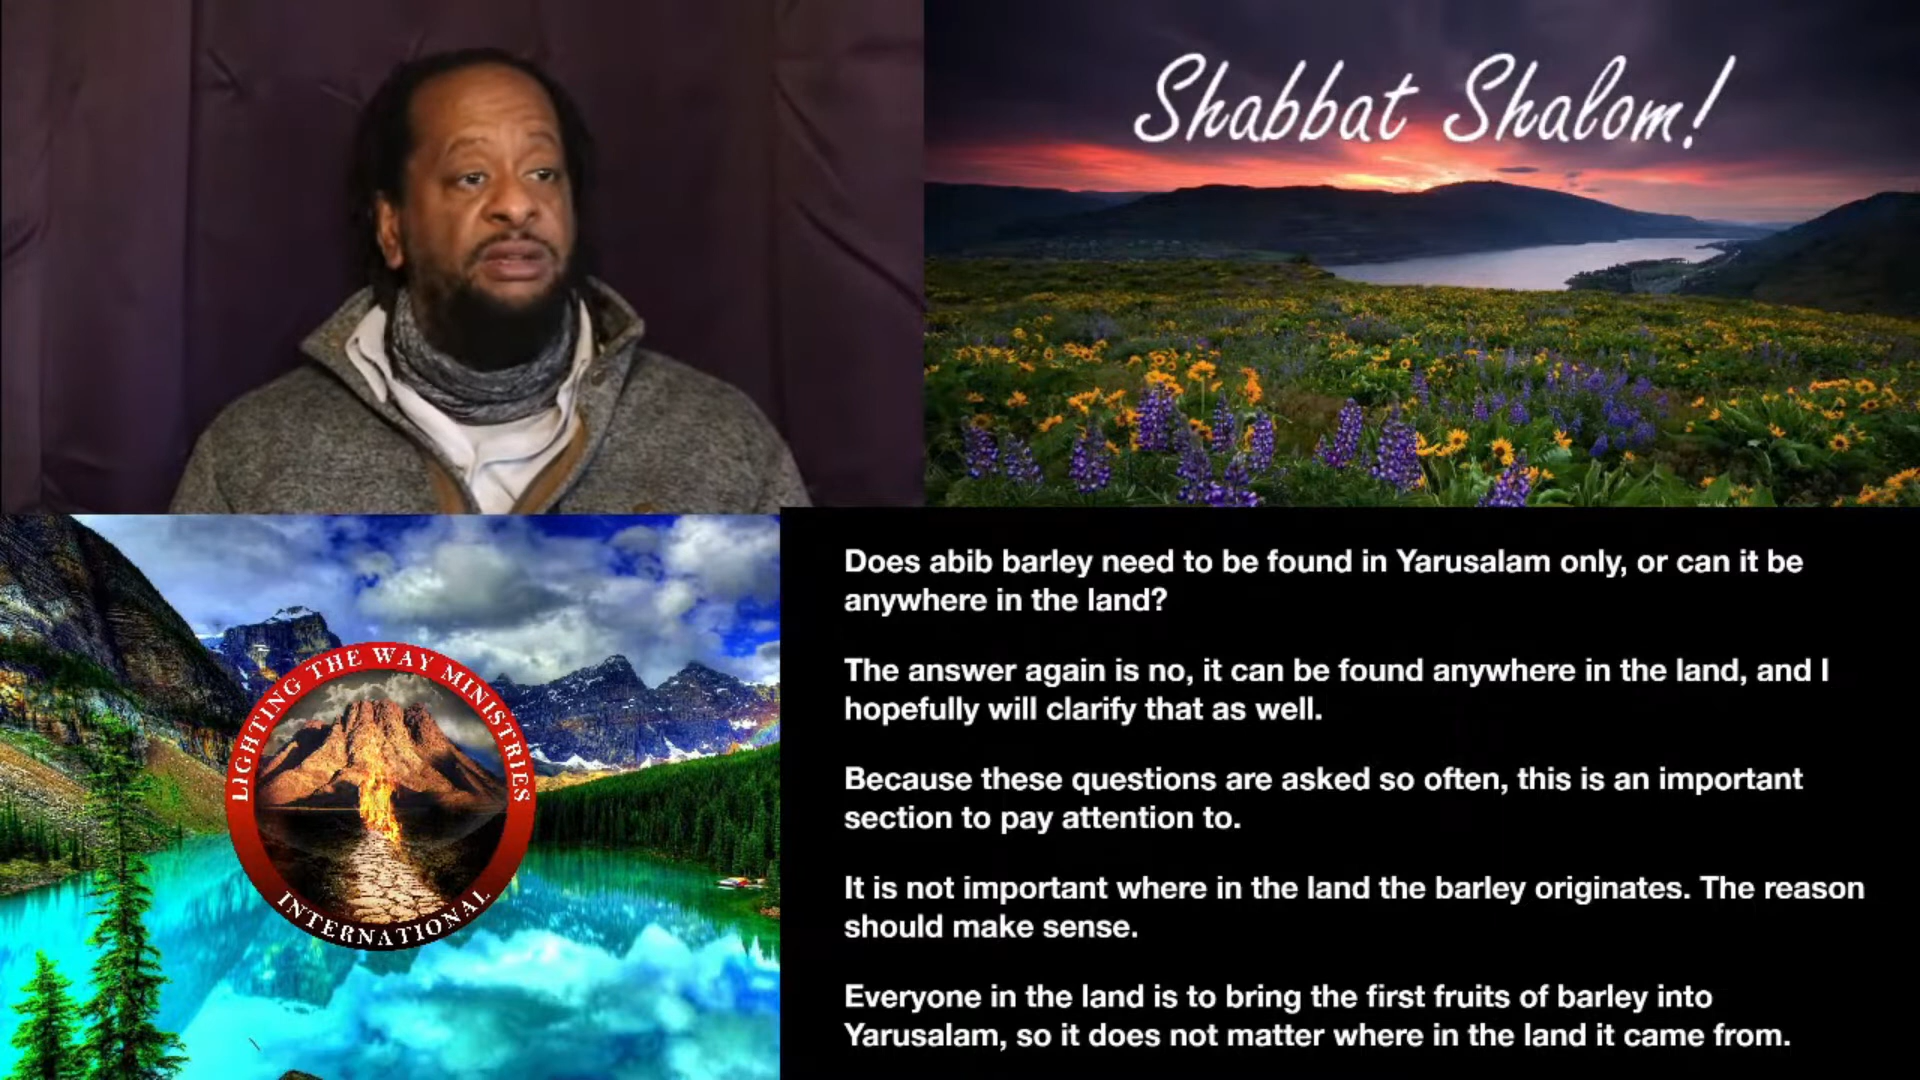 Shabbat Shalom!
LIGHTING THE WAY MINISTRIES
INTERNATIONAL
Does abib barley need to be found in Yarusalam only, or can it be
anywhere in the land?
The answer again is no, it can be found anywhere in the land, and I
hopefully will clarify that as well.
Because these questions are asked so often, this is an important
section to pay attention to.
It is not important where in the land the barley originates. The reason
should make sense.
Everyone in the land is to bring the first fruits of barley into
Yarusalam, so it does not matter where in the land it came from.